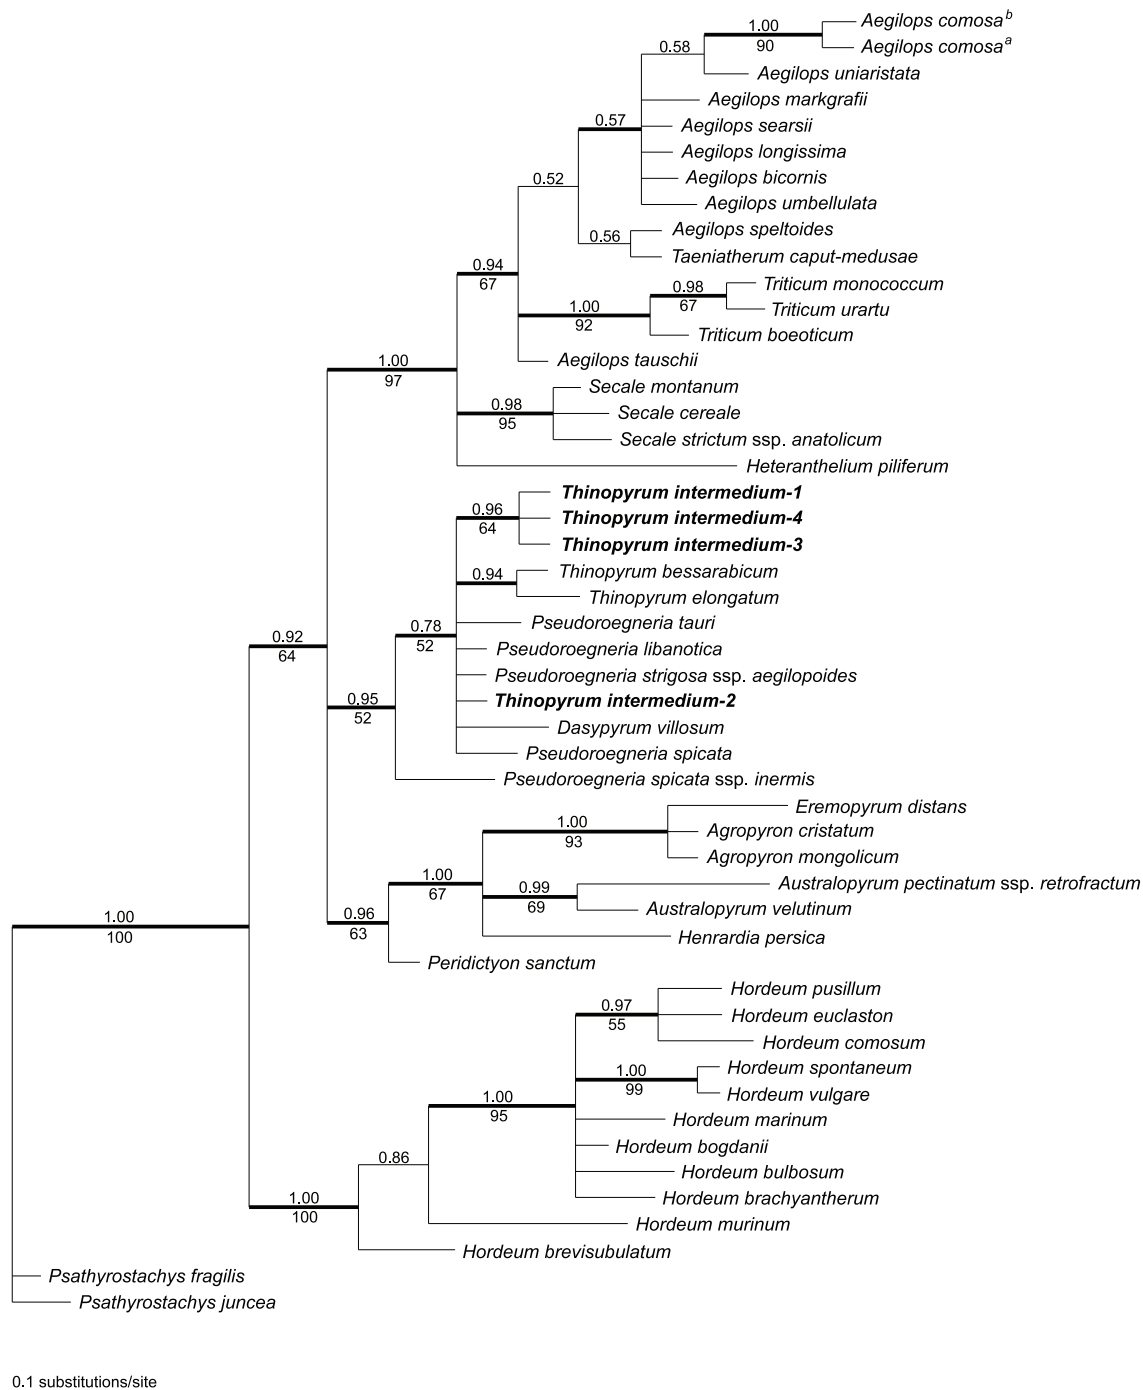 1.00
90
Aegilops comosa^b
Aegilops comosa^a
0.58
Aegilops uniaristata
Aegilops markgrafii
0.57
Aegilops searsii
Aegilops longissima
0.52
Aegilops bicornis
Aegilops umbellulata
0.56
Aegilops speltoides
Taeniatherum caput-medusae
0.94
67
0.98
67
Triticum monococcum
Triticum urartu
1.00
92
Triticum boeoticum
Aegilops tauschii
1.00
97
Secale montanum
0.98
95
Secale cereale
Secale strictum ssp. anatolicum
Heteranthelium piliferum
Thinopyrum intermedium-1
0.96
64
Thinopyrum intermedium-4
Thinopyrum intermedium-3
0.94
Thinopyrum bessarabicum
Thinopyrum elongatum
0.78
52
Pseudoroegneria tauri
0.92
64
Pseudoroegneria libanotica
Pseudoroegneria strigosa ssp. aegilopoides
0.95
52
Thinopyrum intermedium-2
Dasypyrum villosum
Pseudoroegneria spicata
Pseudoroegneria spicata ssp. inermis
1.00
93
Eremopyrum distans
Agropyron cristatum
Agropyron mongolicum
1.00
67
0.99
69
Australopyrum pectinatum ssp. retrofractum
Australopyrum velutinum
1.00
100
0.96
63
Henrardia persica
Peridictyon sanctum
Hordeum pusillum
0.97
55
Hordeum euclaston
Hordeum comosum
1.00
99
Hordeum spontaneum
Hordeum vulgare
1.00
95
Hordeum marinum
Hordeum bogdanii
0.86
Hordeum bulbosum
1.00
100
Hordeum brachyantherum
Hordeum murinum
Hordeum brevisubulatum
Psathyrostachys fragilis
Psathyrostachys juncea
0.1 substitutions/site